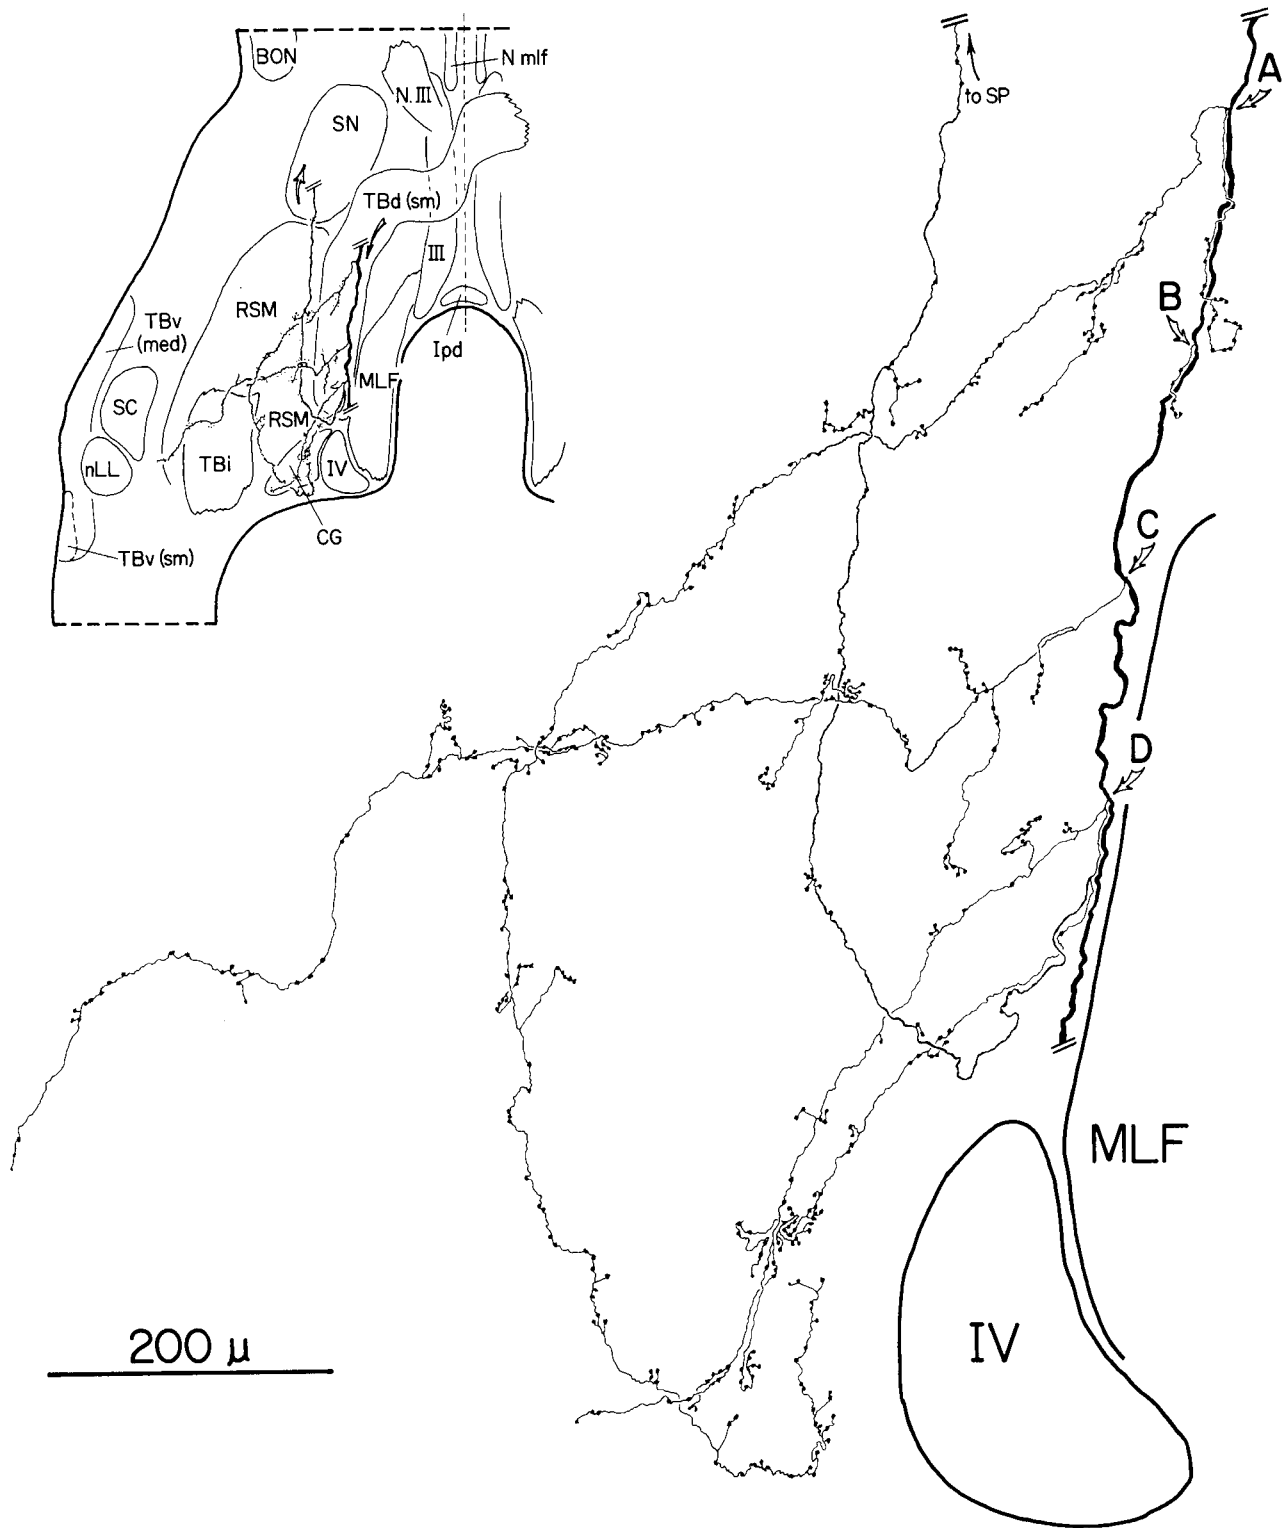 BON
N mlf
N.III
SN
to SP
A
TBd (sm)
III
RSM
B
TBv
(med)
Ipd
MLF
SC
RSM
nLL
TBi
IV
C
CG
TBv (sm)
D
MLF
200 μ
IV